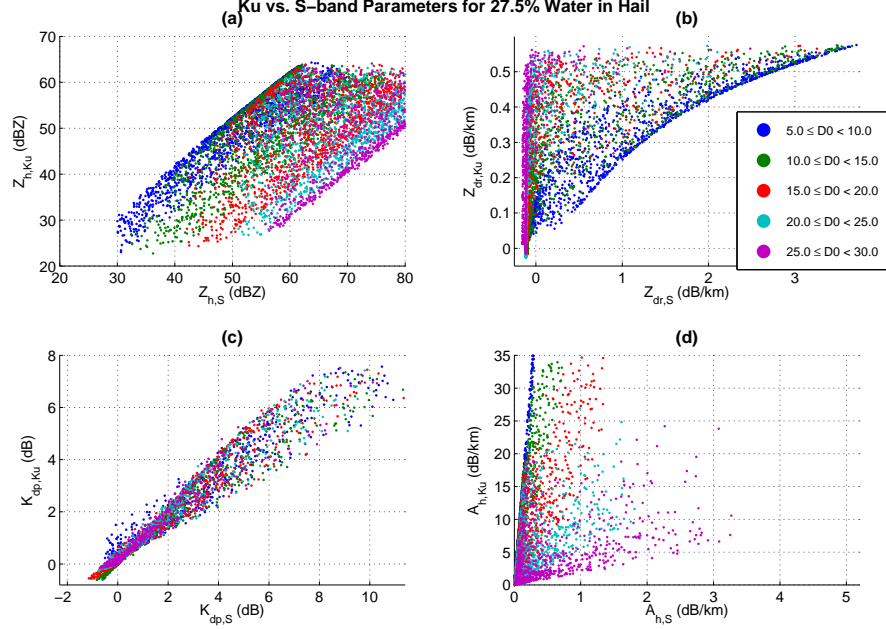 Ku vs. S-band Parameters for 27.5% Water in Hail
(a)
70
60
50
40
30
20
Z_h,Ku (dBZ)
20 30 40 50 60 70 80
Z_h,S (dBZ)
(b)
0.5
0.4
0.3
0.2
0.1
0
Z_dr,Ku (dB/km)
0 1 2 3
Z_dr,S (dB/km)
5.0 ≤ D0 < 10.0
10.0 ≤ D0 < 15.0
15.0 ≤ D0 < 20.0
20.0 ≤ D0 < 25.0
25.0 ≤ D0 < 30.0
(c)
8
6
4
2
0
K_dp,Ku (dB)
−2 0 2 4 6 8 10
K_dp,S (dB)
(d)
35
30
25
20
15
10
5
0
A_h,Ku (dB/km)
0 1 2 3 4 5
A_h,S (dB/km)